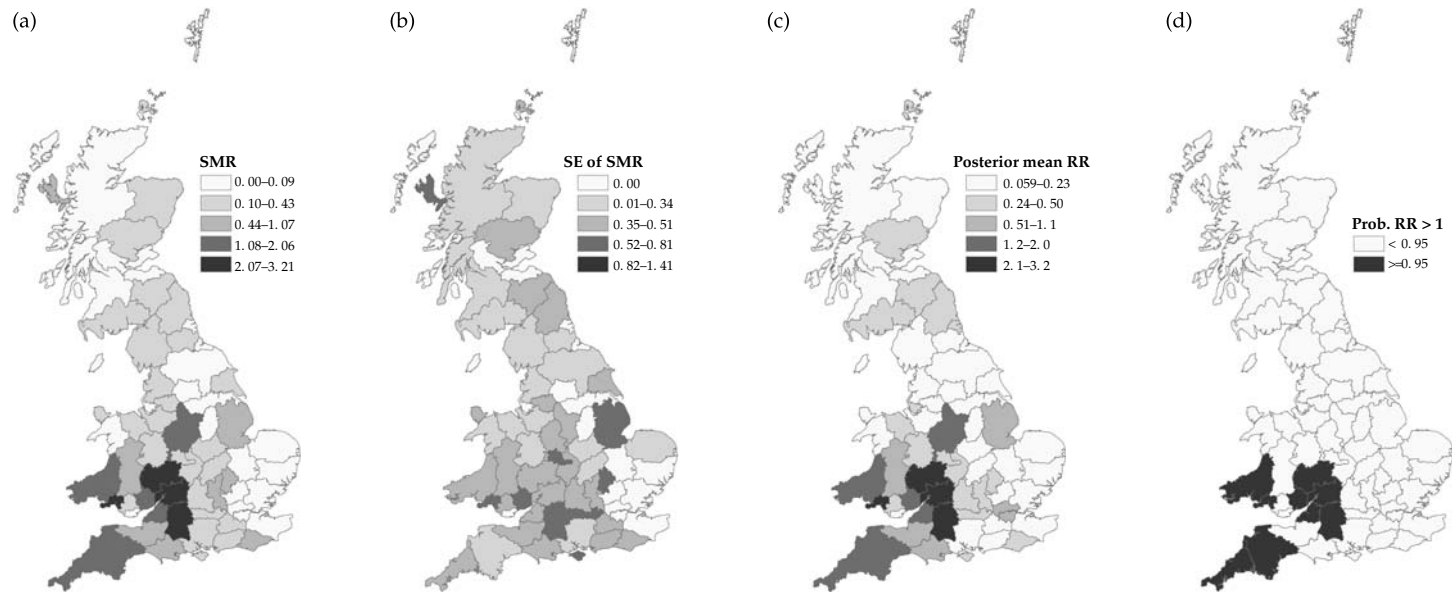 (a)
SMR
0. 00–0. 09
0. 10–0. 43
0. 44–1. 07
1. 08–2. 06
2. 07–3. 21
(b)
SE of SMR
0. 00
0. 01–0. 34
0. 35–0. 51
0. 52–0. 81
0. 82–1. 41
(c)
Posterior mean RR
0. 059–0. 23
0. 24–0. 50
0. 51–1. 1
1. 2–2. 0
2. 1–3. 2
(d)
Prob. RR > 1
< 0. 95
>=0. 95